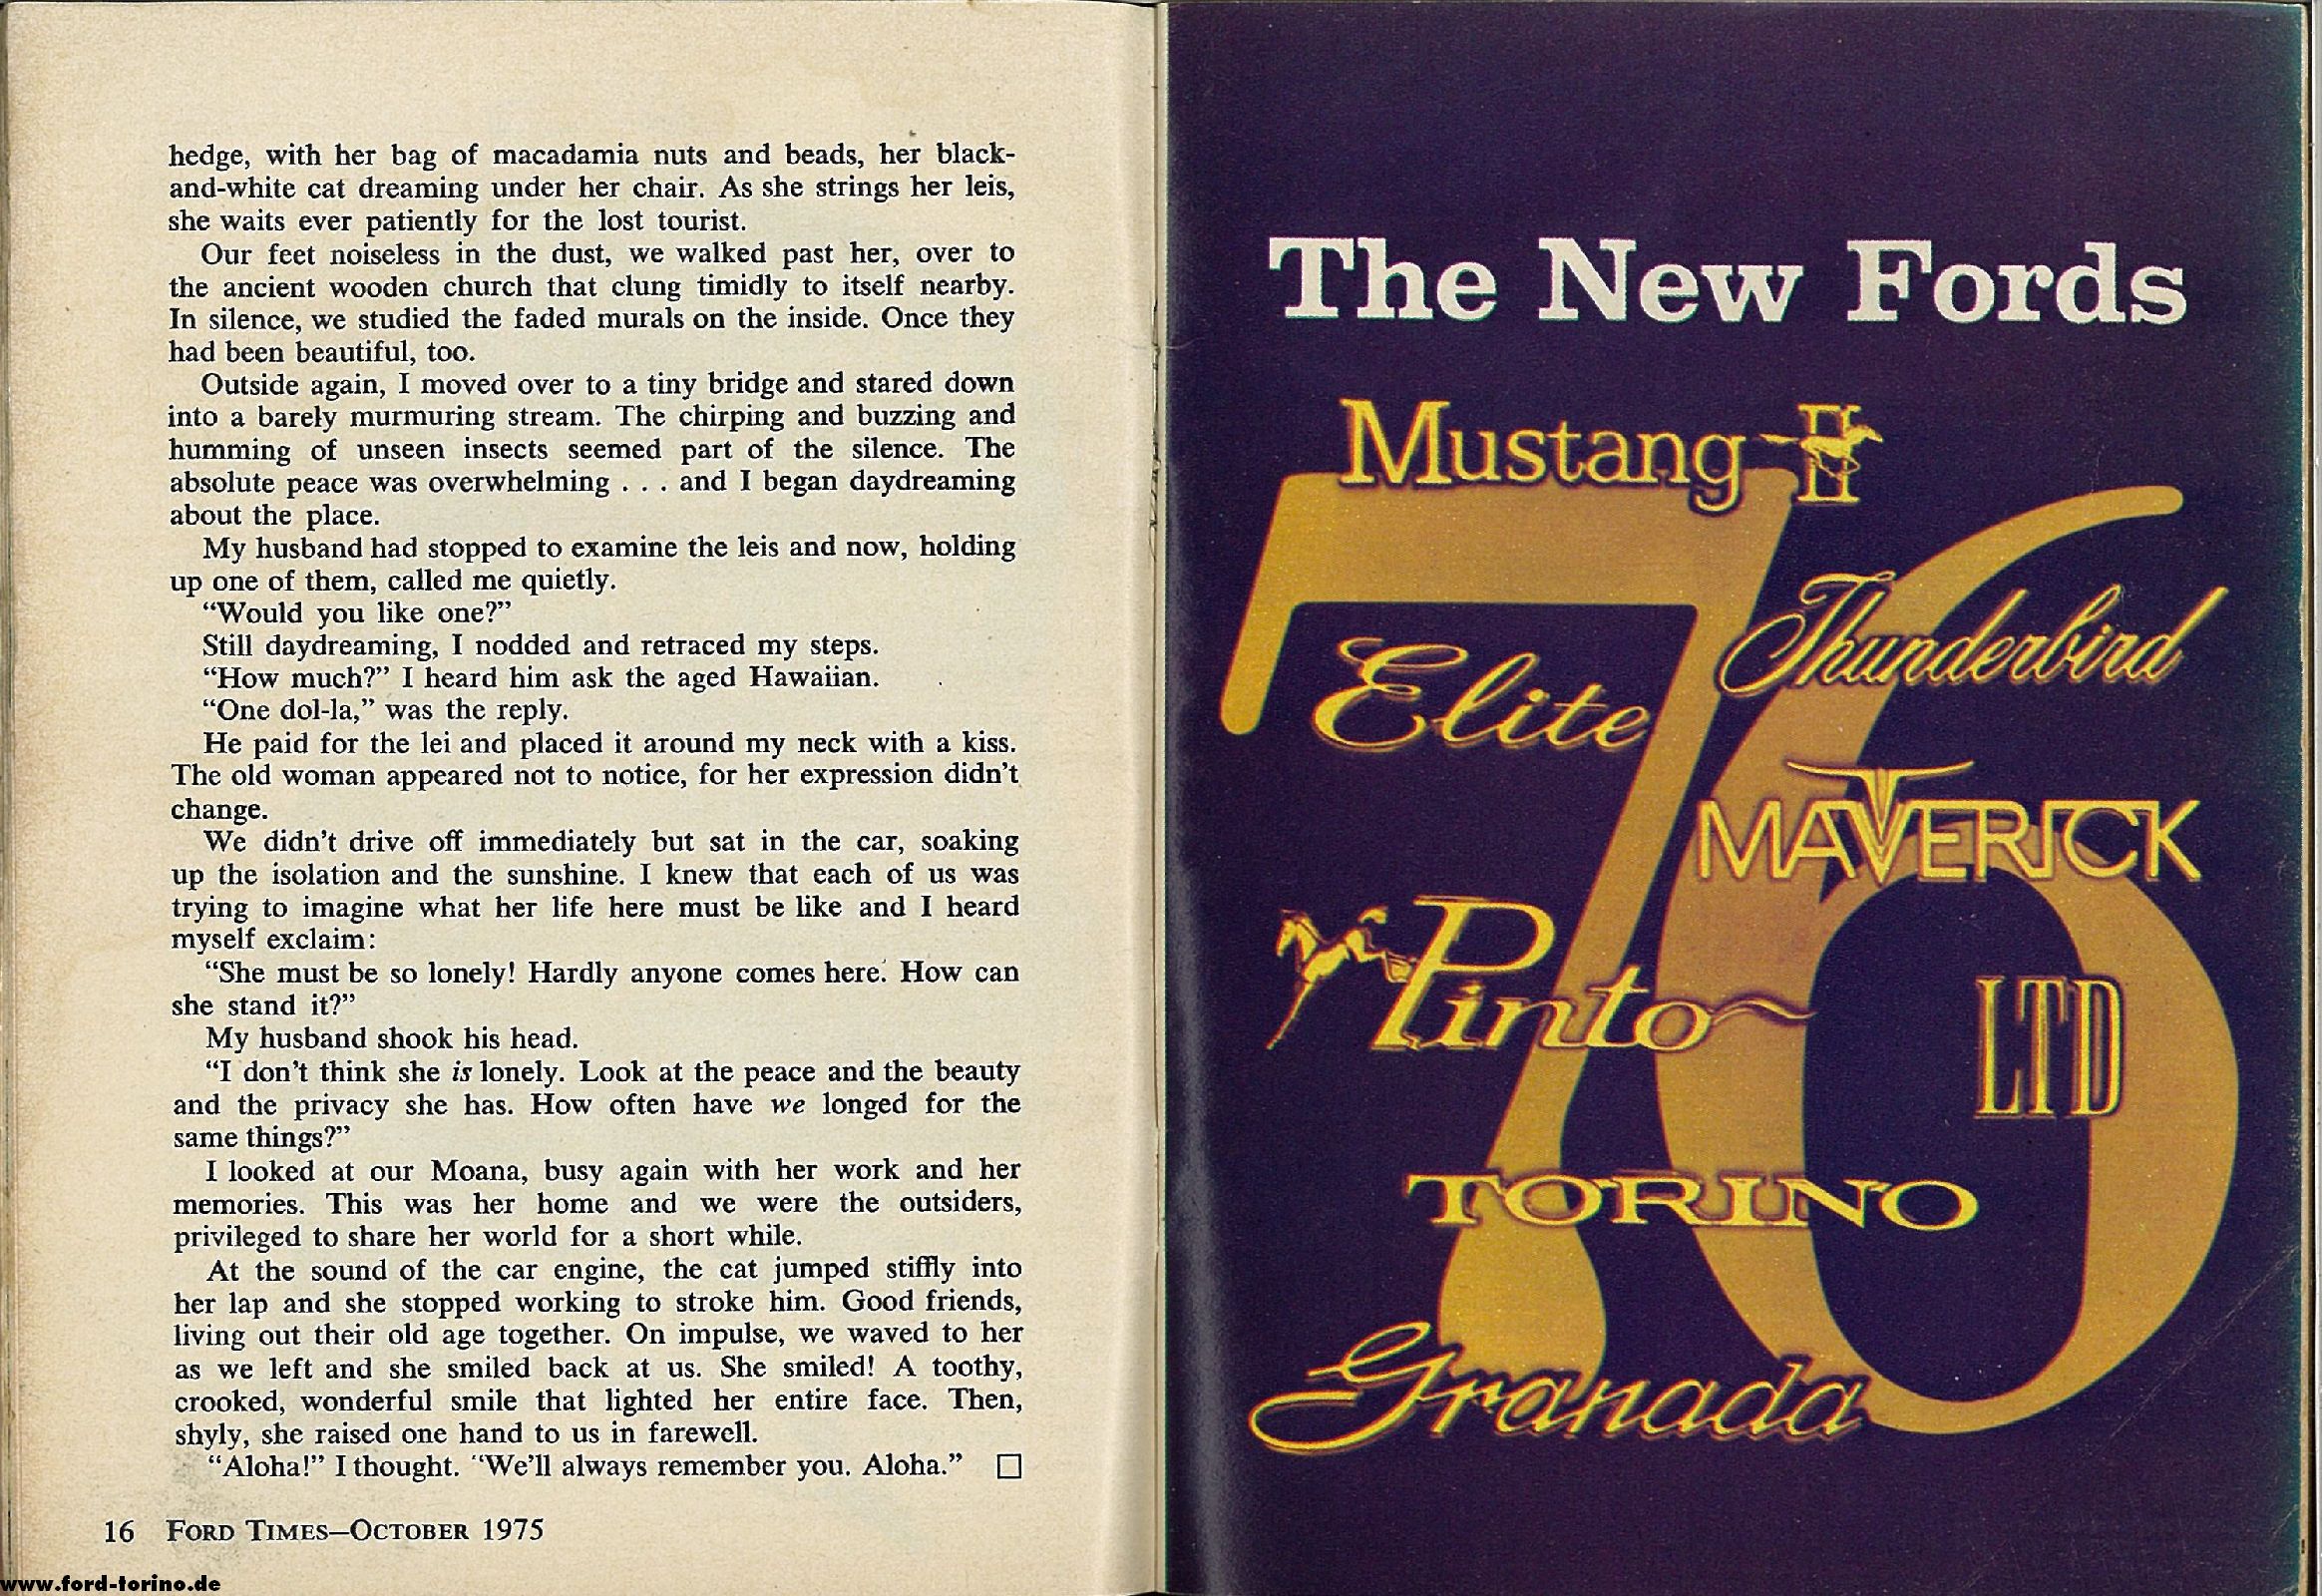 hedge, with her bag of macadamia nuts and beads, her black-
and-white cat dreaming under her chair. As she strings her leis,
she waits ever patiently for the lost tourist.
Our feet noiseless in the dust, we walked past her, over to
the ancient wooden church that clung timidly to itself nearby.
In silence, we studied the faded murals on the inside. Once they
had been beautiful, too.
Outside again, I moved over to a tiny bridge and stared down
into a barely murmuring stream. The chirping and buzzing and
humming of unseen insects seemed part of the silence. The
absolute peace was overwhelming . . . and I began daydreaming
about the place.
My husband had stopped to examine the leis and now, holding
up one of them, called me quietly.
“Would you like one?”
Still daydreaming, I nodded and retraced my steps.
“How much?” I heard him ask the aged Hawaiian.
“One dol-la,” was the reply.
He paid for the lei and placed it around my neck with a kiss.
The old woman appeared not to notice, for her expression didn't
change.
We didn't drive off immediately but sat in the car, soaking
up the isolation and the sunshine. I knew that each of us was
trying to imagine what her life here must be like and I heard
myself exclaim:
“She must be so lonely! Hardly anyone comes here. How can
she stand it?”
My husband shook his head.
“I don't think she is lonely. Look at the peace and the beauty
and the privacy she has. How often have we longed for the
same things?”
I looked at our Moana, busy again with her work and her
memories. This was her home and we were the outsiders,
privileged to share her world for a short while.
At the sound of the car engine, the cat jumped stiffly into
her lap and she stopped working to stroke him. Good friends,
living out their old age together. On impulse, we waved to her
as we left and she smiled back at us. She smiled! A toothy,
crooked, wonderful smile that lighted her entire face. Then,
shyly, she raised one hand to us in farewell.
“Aloha!” I thought. “We'll always remember you. Aloha.” □
16 FORD TIMES—OCTOBER 1975
www.ford-torino.de
The New Fords
76
Mustang II
Thunderbird
Elite
MAVERICK
Pinto
LTD
TORINO
Granada